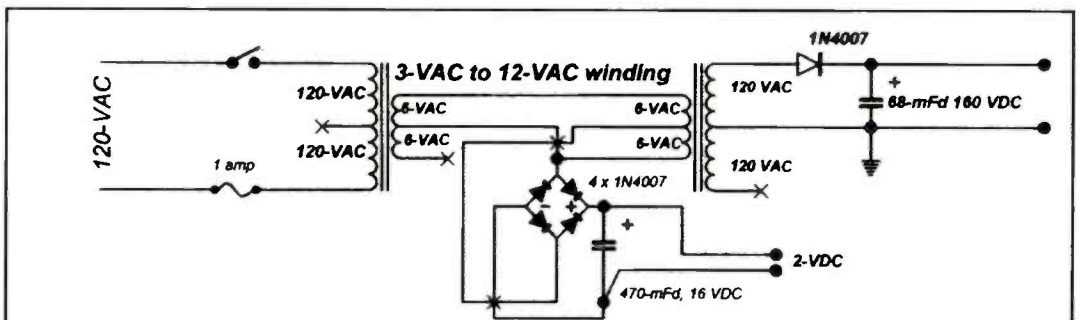 1N4007
3-VAC to 12-VAC winding
120-VAC
120-VAC
120-VAC
6-VAC
6-VAC
6-VAC
6-VAC
120 VAC
120 VAC
+
68-mFd 160 VDC
1 amp
4 x 1N4007
- +
+
2-VDC
470-mFd, 16 VDC